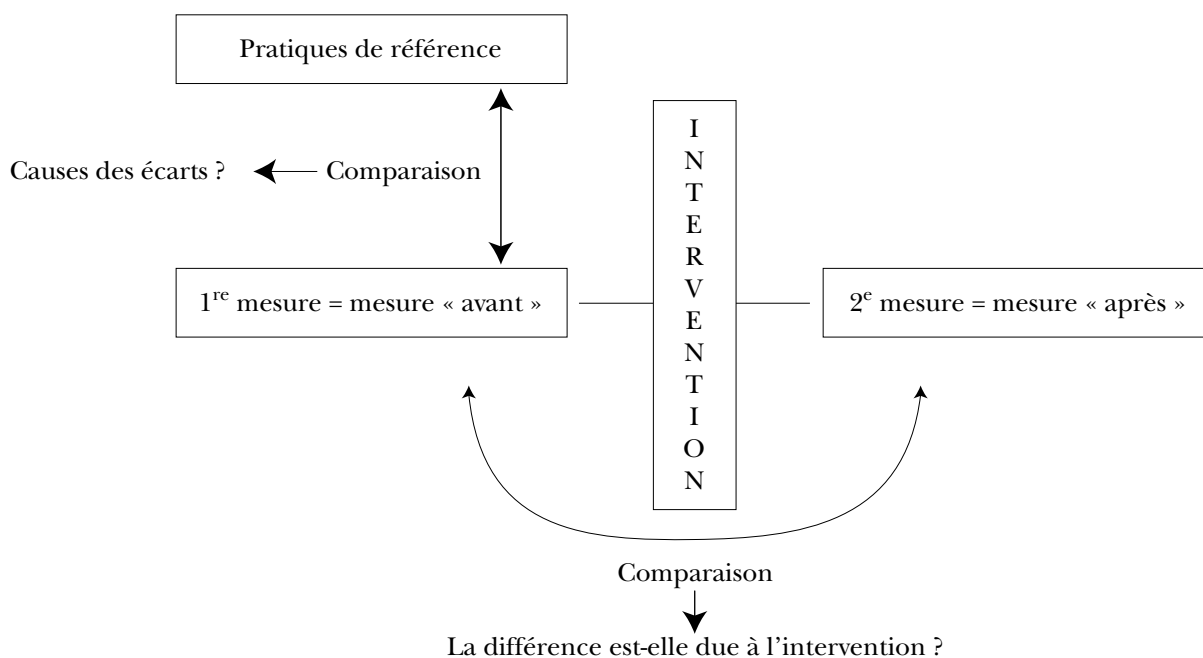 Pratiques de référence
Causes des écarts ?
Comparaison
1re mesure = mesure « avant »
INTERVENTION
2e mesure = mesure « après »
Comparaison
La différence est-elle due à l’intervention ?